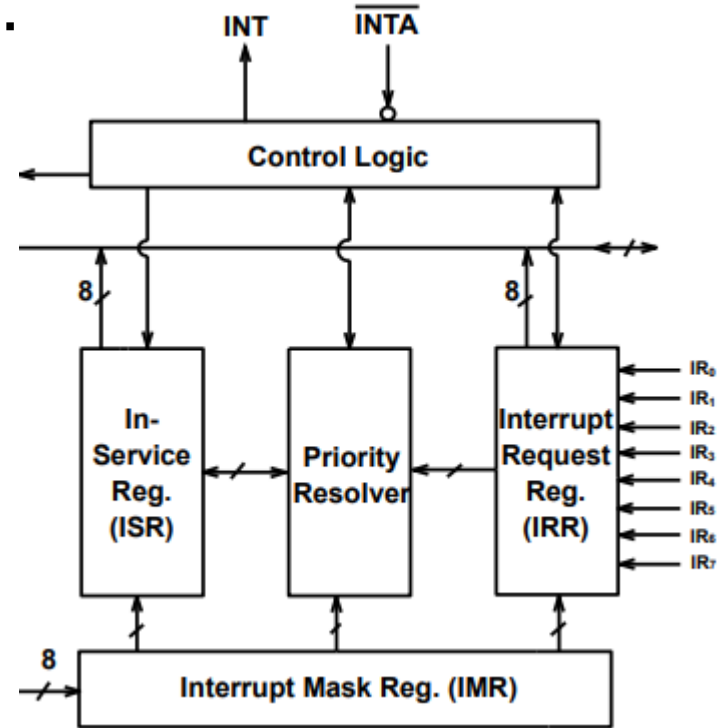 INT
INTA
Control Logic
8
8
In-
Service
Reg.
(ISR)
Priority
Resolver
Interrupt
Request
Reg.
(IRR)
IR₀
IR₁
IR₂
IR₃
IR₄
IR₅
IR₆
IR₇
8
Interrupt Mask Reg. (IMR)